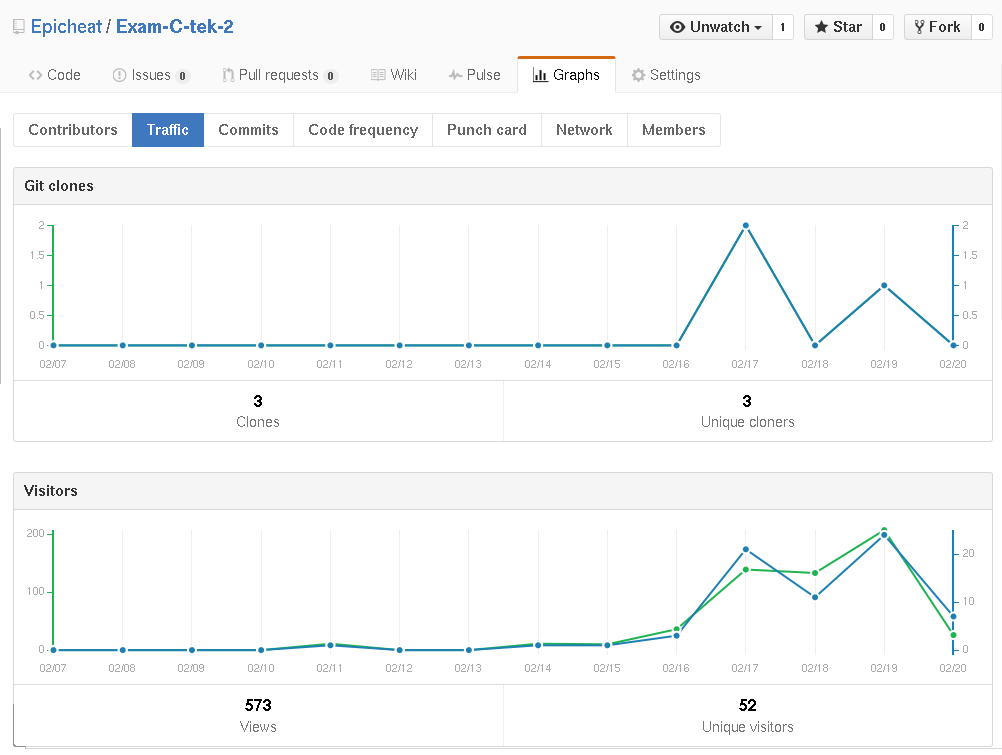 Epicheat / Exam-C-tek-2 Unwatch 1 Star 0 Fork 0
Code Issues 0 Pull requests 0 Wiki Pulse Graphs Settings
Contributors Traffic Commits Code frequency Punch card Network Members
Git clones
2 2
1.5 1.5
1 1
0.5 0.5
0 0
02/07 02/08 02/09 02/10 02/11 02/12 02/13 02/14 02/15 02/16 02/17 02/18 02/19 02/20
3 3
Clones Unique cloners
Visitors
200 20
100 10
0 0
02/07 02/08 02/09 02/10 02/11 02/12 02/13 02/14 02/15 02/16 02/17 02/18 02/19 02/20
573 52
Views Unique visitors